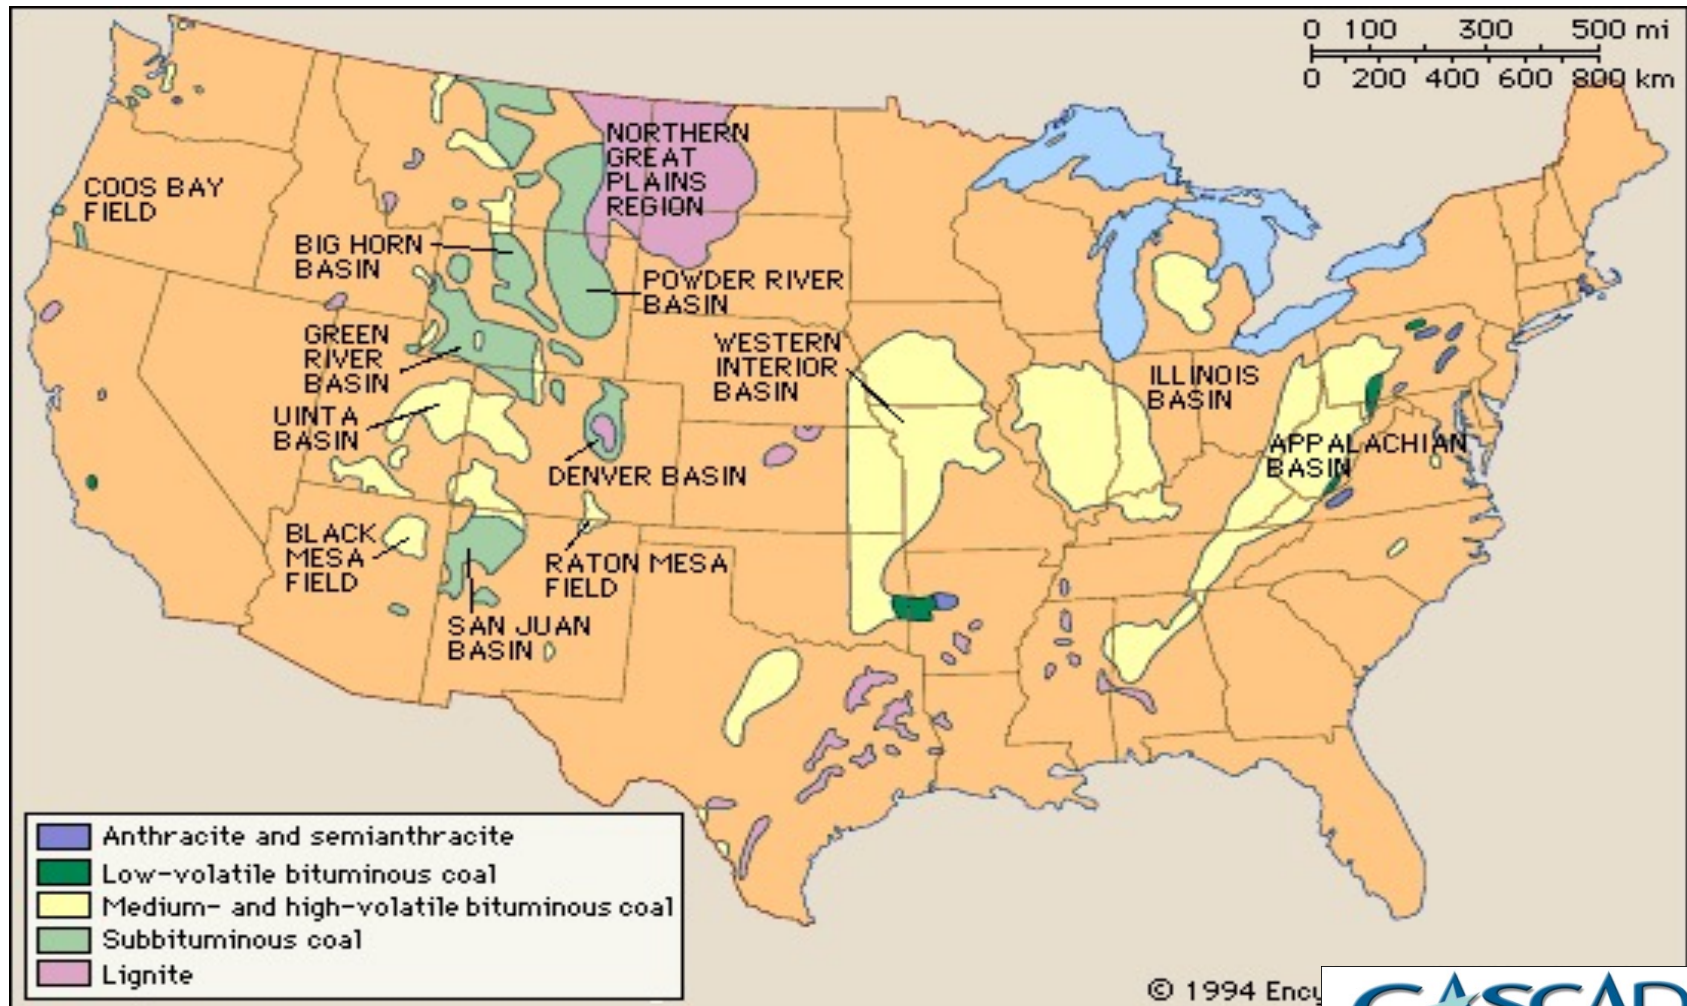 0 100 300 500 mi
0 200 400 600 800 km
NORTHERN
GREAT
PLAINS
REGION
COOS BAY
FIELD
BIG HORN
BASIN
POWDER RIVER
BASIN
GREEN
RIVER
BASIN
WESTERN
INTERIOR
BASIN
ILLINOIS
BASIN
UINTA
BASIN
APPALACHIAN
BASIN
DENVER BASIN
BLACK
MESA
FIELD
RATON MESA
FIELD
SAN JUAN
BASIN
Anthracite and semianthracite
Low-volatile bituminous coal
Medium- and high-volatile bituminous coal
Subbituminous coal
Lignite
© 1994